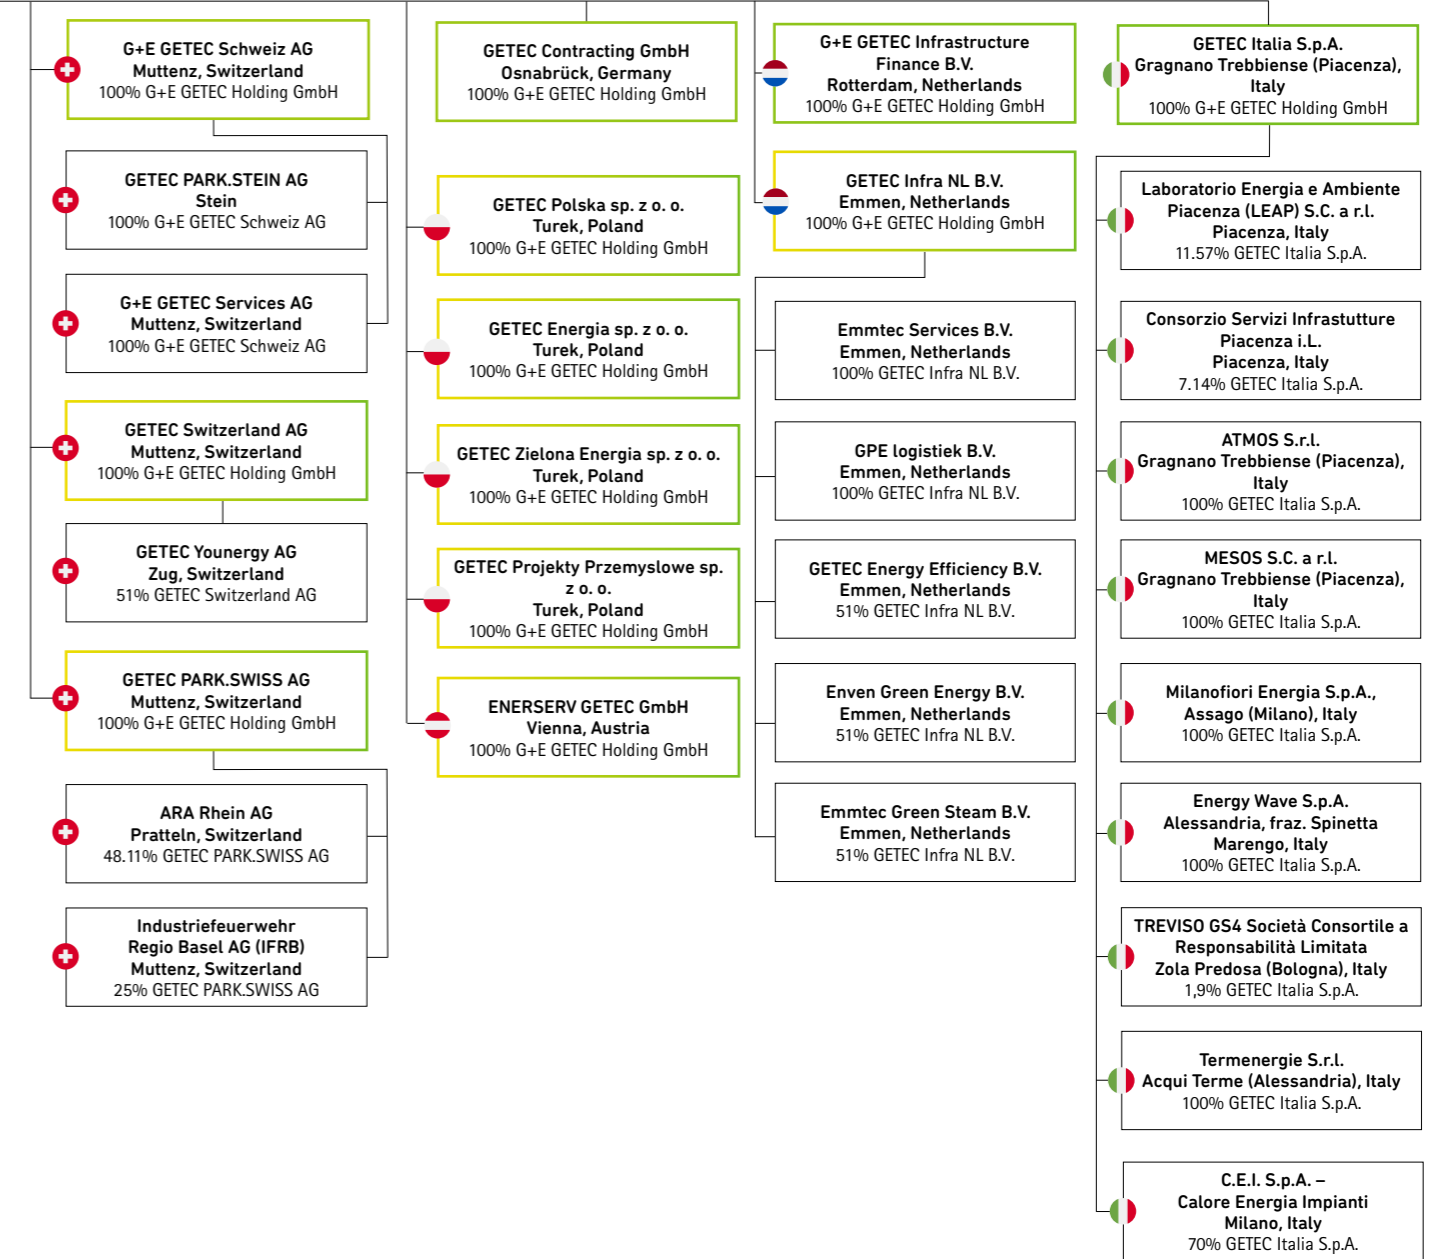 G+E GETEC Schweiz AG
Muttenz, Switzerland
100% G+E GETEC Holding GmbH
GETEC PARK.STEIN AG
Stein
100% G+E GETEC Schweiz AG
G+E GETEC Services AG
Muttenz, Switzerland
100% G+E GETEC Schweiz AG
GETEC Switzerland AG
Muttenz, Switzerland
100% G+E GETEC Holding GmbH
GETEC Younergy AG
Zug, Switzerland
51% GETEC Switzerland AG
GETEC PARK.SWISS AG
Muttenz, Switzerland
100% G+E GETEC Holding GmbH
ARA Rhein AG
Pratteln, Switzerland
48.11% GETEC PARK.SWISS AG
Industriefeuerwehr
Regio Basel AG (IFRB)
Muttenz, Switzerland
25% GETEC PARK.SWISS AG
GETEC Contracting GmbH
Osnabrück, Germany
100% G+E GETEC Holding GmbH
GETEC Polska sp. z o. o.
Turek, Poland
100% G+E GETEC Holding GmbH
GETEC Energia sp. z o. o.
Turek, Poland
100% G+E GETEC Holding GmbH
GETEC Zielona Energia sp. z o. o.
Turek, Poland
100% G+E GETEC Holding GmbH
GETEC Projekty Przemyslowe sp.
z o. o.
Turek, Poland
100% G+E GETEC Holding GmbH
ENERSERV GETEC GmbH
Vienna, Austria
100% G+E GETEC Holding GmbH
G+E GETEC Infrastructure
Finance B.V.
Rotterdam, Netherlands
100% G+E GETEC Holding GmbH
GETEC Infra NL B.V.
Emmen, Netherlands
100% G+E GETEC Holding GmbH
Emmtec Services B.V.
Emmen, Netherlands
100% GETEC Infra NL B.V.
GPE logistiek B.V.
Emmen, Netherlands
100% GETEC Infra NL B.V.
GETEC Energy Efficiency B.V.
Emmen, Netherlands
51% GETEC Infra NL B.V.
Enven Green Energy B.V.
Emmen, Netherlands
51% GETEC Infra NL B.V.
Emmtec Green Steam B.V.
Emmen, Netherlands
51% GETEC Infra NL B.V.
GETEC Italia S.p.A.
Gragnano Trebbiense (Piacenza),
Italy
100% G+E GETEC Holding GmbH
Laboratorio Energia e Ambiente
Piacenza (LEAP) S.C. a r.l.
Piacenza, Italy
11.57% GETEC Italia S.p.A.
Consorzio Servizi Infrastutture
Piacenza i.L.
Piacenza, Italy
7.14% GETEC Italia S.p.A.
ATMOS S.r.l.
Gragnano Trebbiense (Piacenza),
Italy
100% GETEC Italia S.p.A.
MESOS S.C. a r.l.
Gragnano Trebbiense (Piacenza),
Italy
100% GETEC Italia S.p.A.
Milanofiori Energia S.p.A.,
Assago (Milano), Italy
100% GETEC Italia S.p.A.
Energy Wave S.p.A.
Alessandria, fraz. Spinetta
Marengo, Italy
100% GETEC Italia S.p.A.
TREVISO GS4 Società Consortile a
Responsabilità Limitata
Zola Predosa (Bologna), Italy
1,9% GETEC Italia S.p.A.
Termenergie S.r.l.
Acqui Terme (Alessandria), Italy
100% GETEC Italia S.p.A.
C.E.I. S.p.A. –
Calore Energia Impianti
Milano, Italy
70% GETEC Italia S.p.A.